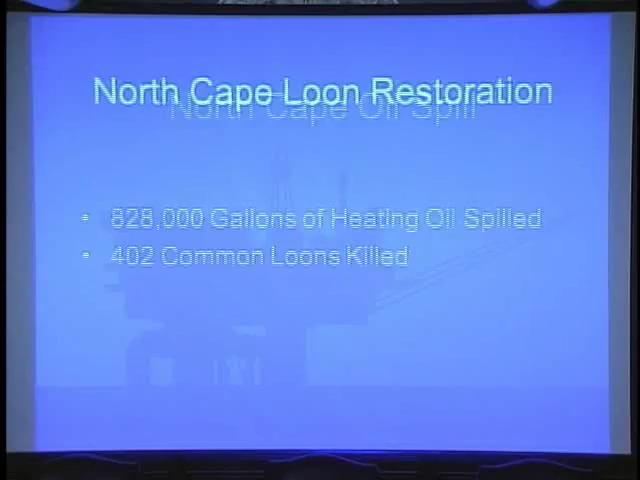 North Cape Loon Restoration
North Cape Oil Spill
• 828,000 Gallons of Heating Oil Spilled
• 402 Common Loons Killed